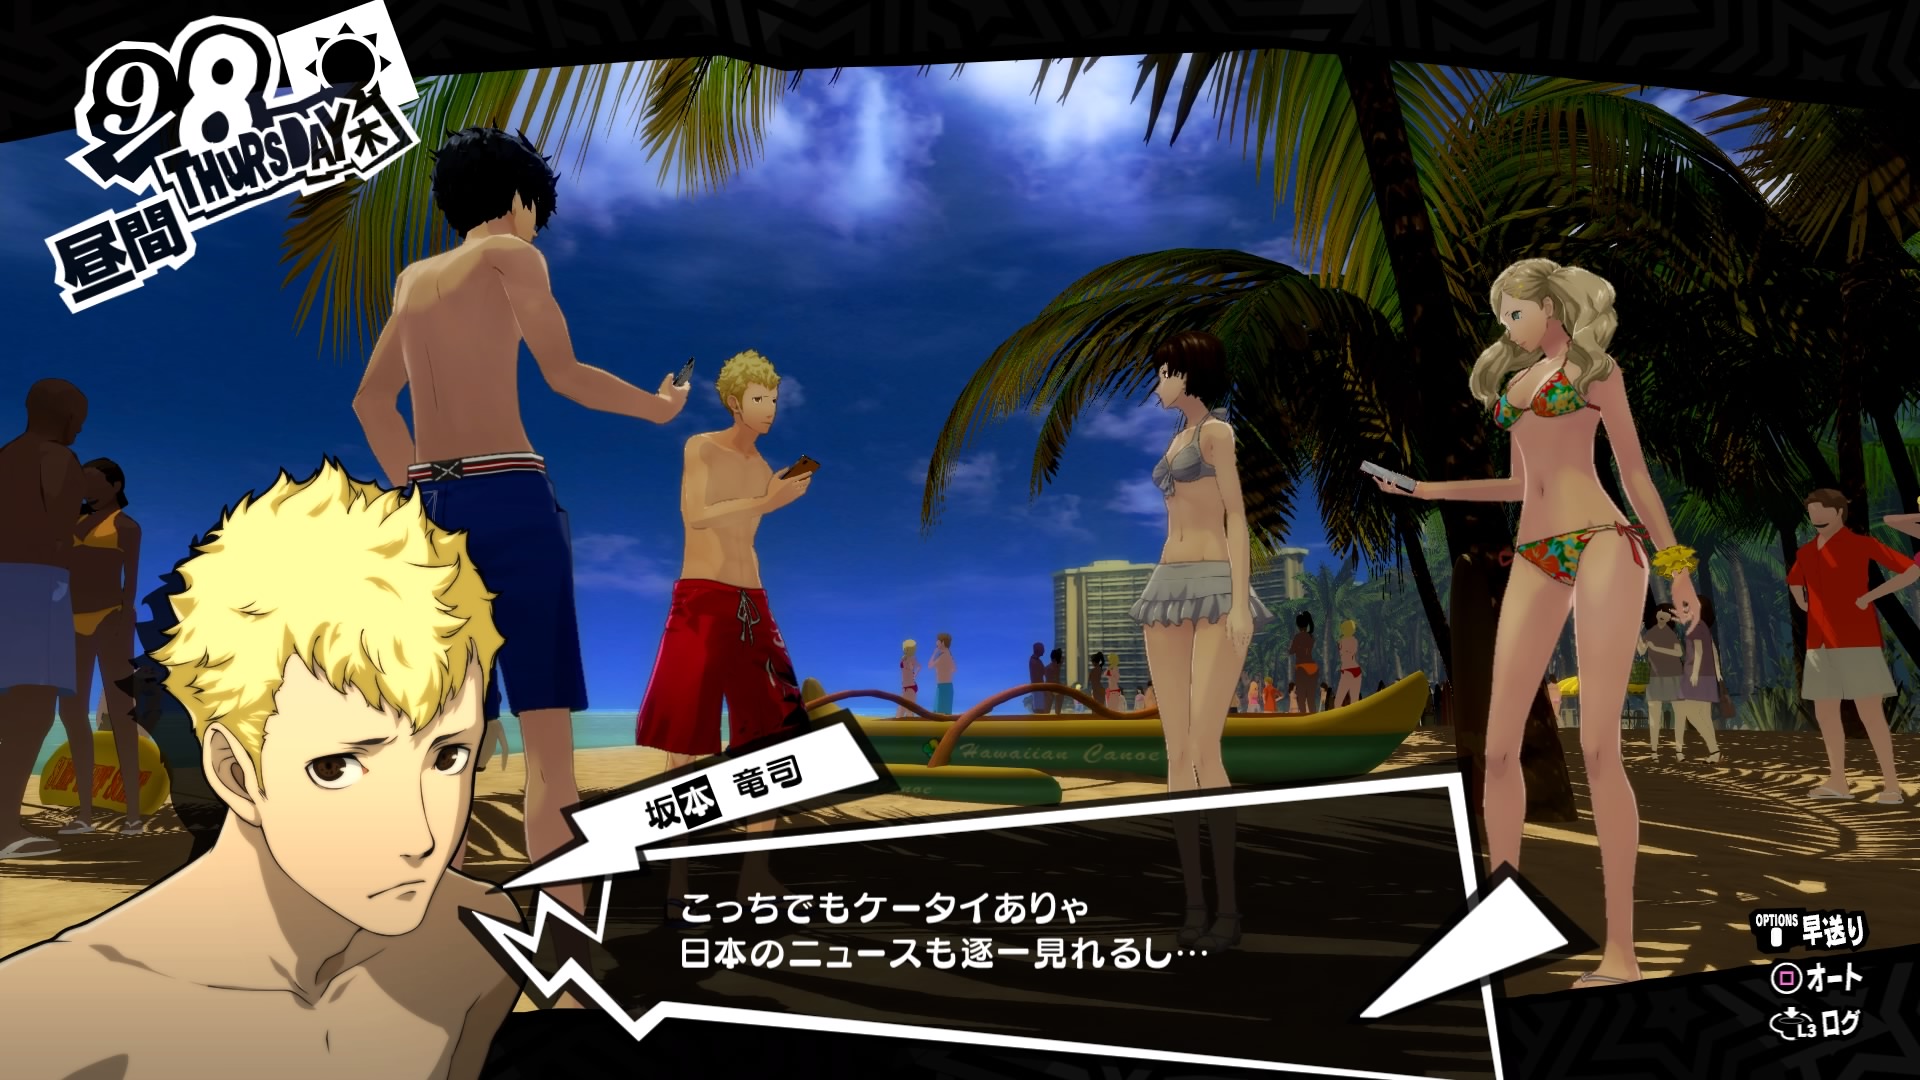 9 8
THURSDAY 木
昼間
Hawaiian Canoe
坂本 竜司
こっちでもケータイありゃ
日本のニュースも逐一見れるし…
OPTIONS 早送り
オート
L3 ログ